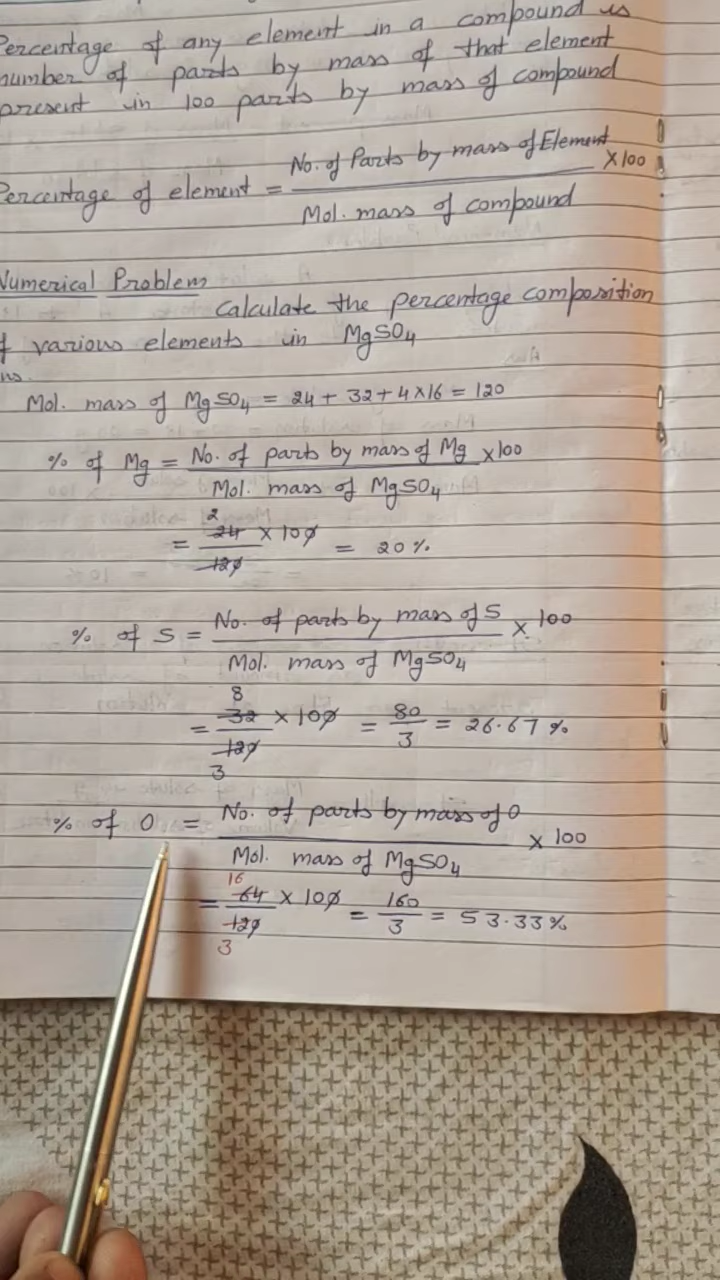 Percentage of any element in a compound is
number of parts by mass of that element
present in 100 parts by mass of compound
Percentage of element = No. of Parts by mass of Element × 100
Mol. mass of compound
Numerical Problem
Calculate the percentage composition
of various elements in MgSO4
ns.
Mol. mass of MgSO4 = 24 + 32 + 4×16 = 120
% of Mg = No. of parts by mass of Mg × 100
Mol. mass of MgSO4
2
= 24 × 100 = 20%
120
% of S = No. of parts by mass of S × 100
Mol. mass of MgSO4
8
= 32 × 100 = 80/3 = 26.67 %
120
3
% of O = No. of parts by mass of O × 100
Mol. mass of MgSO4
16
= 64 × 100 = 160/3 = 53.33%
120
3